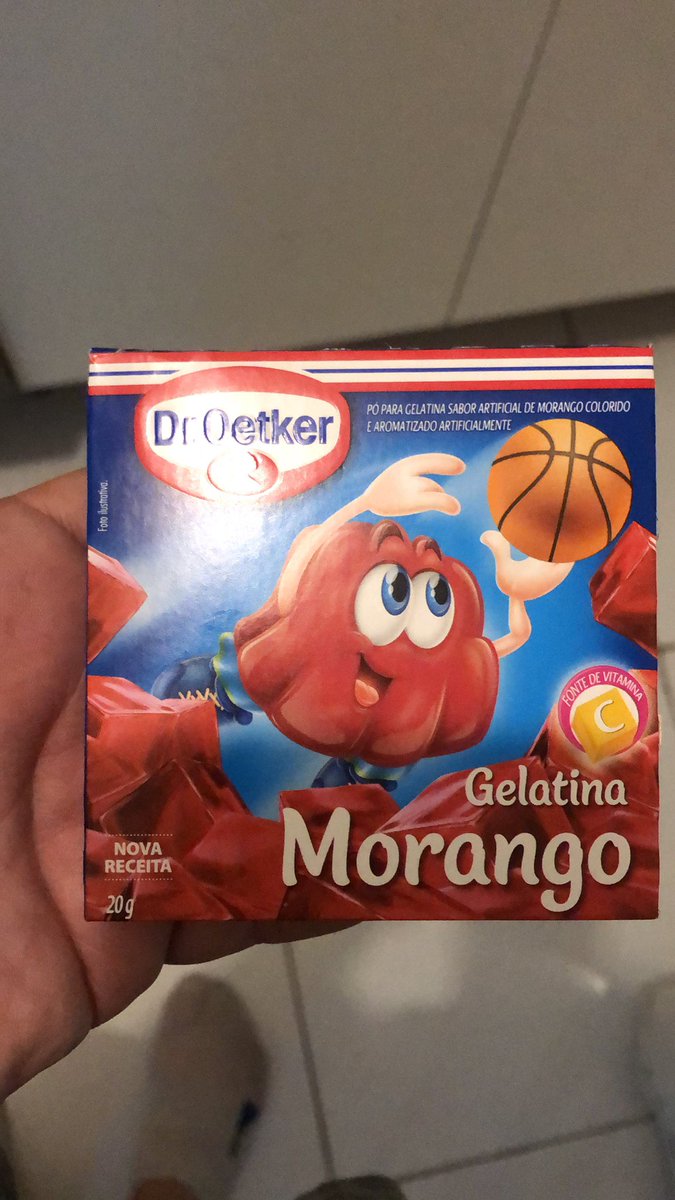 Dr.Oetker
PÓ PARA GELATINA SABOR ARTIFICIAL DE MORANGO COLORIDO
E AROMATIZADO ARTIFICIALMENTE
Foto ilustrativa.
FONTE DE VITAMINA
C
Gelatina
Morango
NOVA
RECEITA
20 g